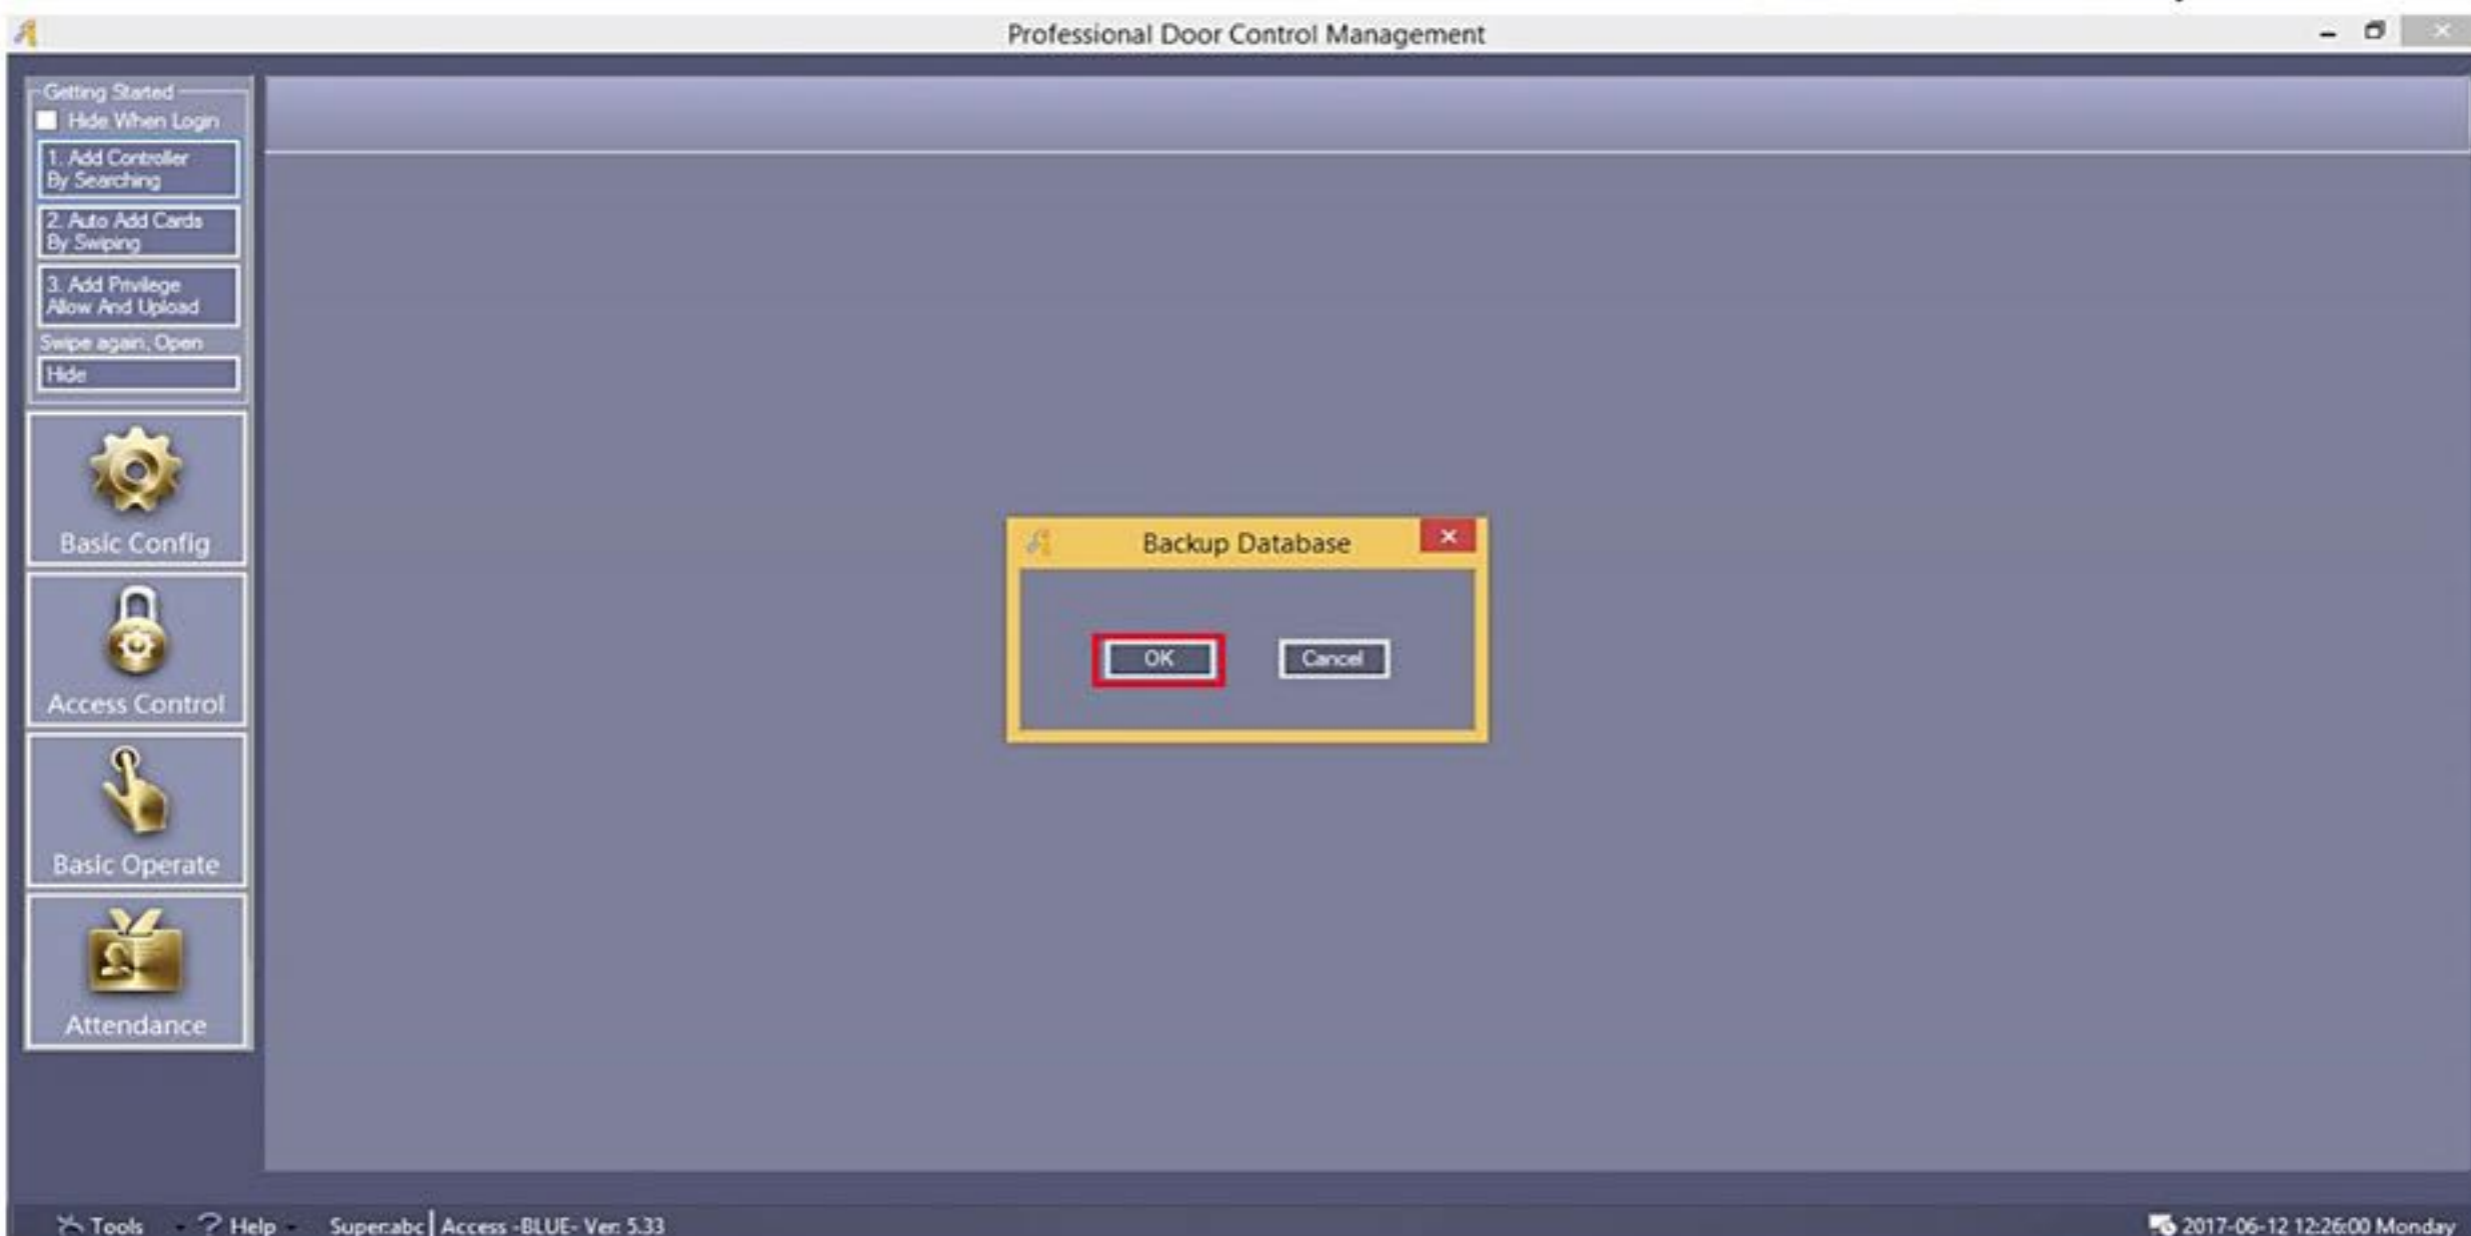 Professional Door Control Management
Getting Started
Hide When Login
1. Add Controller
By Searching
2. Auto Add Cards
By Swiping
3. Add Privilege
Allow And Upload
Swipe again, Open
Hide
Basic Config
Access Control
Basic Operate
Attendance
Backup Database
OK
Cancel
Tools
? Help
Super:abc
Access -BLUE- Ver: 5.33
2017-06-12 12:26:00 Monday